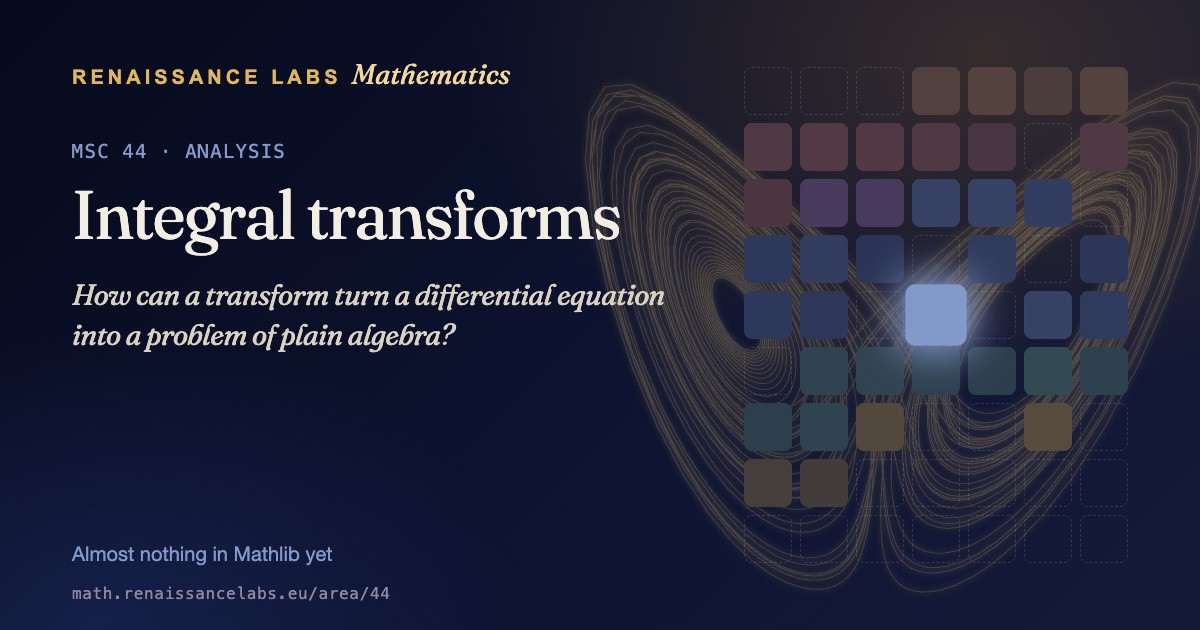 RENAISSANCE LABS Mathematics
MSC 44 · ANALYSIS
Integral transforms
How can a transform turn a differential equation
into a problem of plain algebra?
Almost nothing in Mathlib yet
math.renaissancelabs.eu/area/44